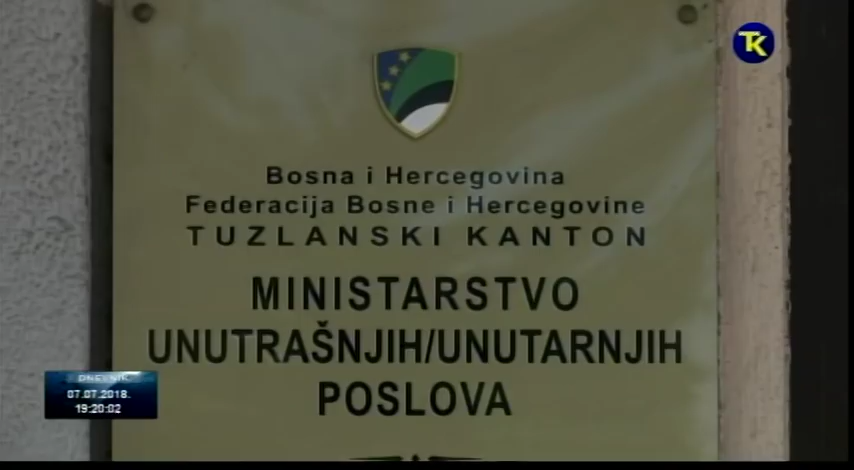 TK
Bosna i Hercegovina
Federacija Bosne i Hercegovine
TUZLANSKI KANTON
MINISTARSTVO
UNUTRAŠNJIH/UNUTARNJIH
POSLOVA
DNEVNIK
07.07.2018.
19:20:02